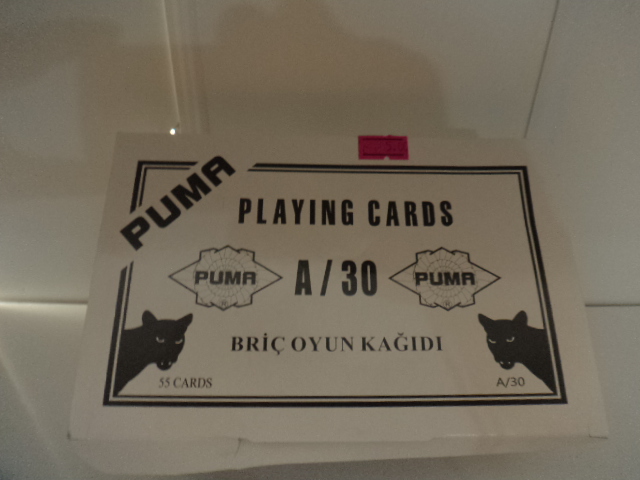 PUMA
PLAYING CARDS
PUMA A/30 PUMA
BRİÇ OYUN KAĞIDI
55 CARDS A/30